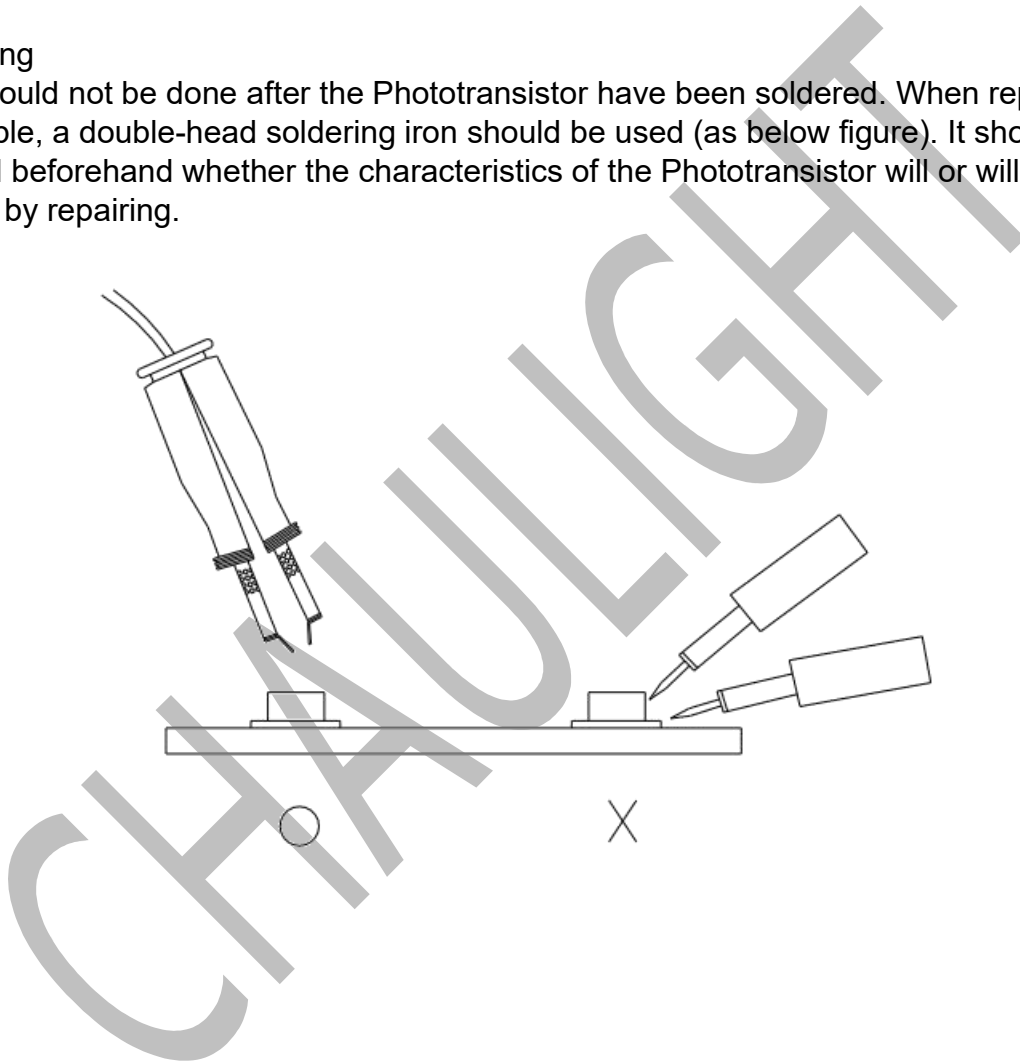 ng
ould not be done after the Phototransistor have been soldered. When rep
ble, a double-head soldering iron should be used (as below figure). It sho
beforehand whether the characteristics of the Phototransistor will or will
by repairing.
X
CHAULIGHT